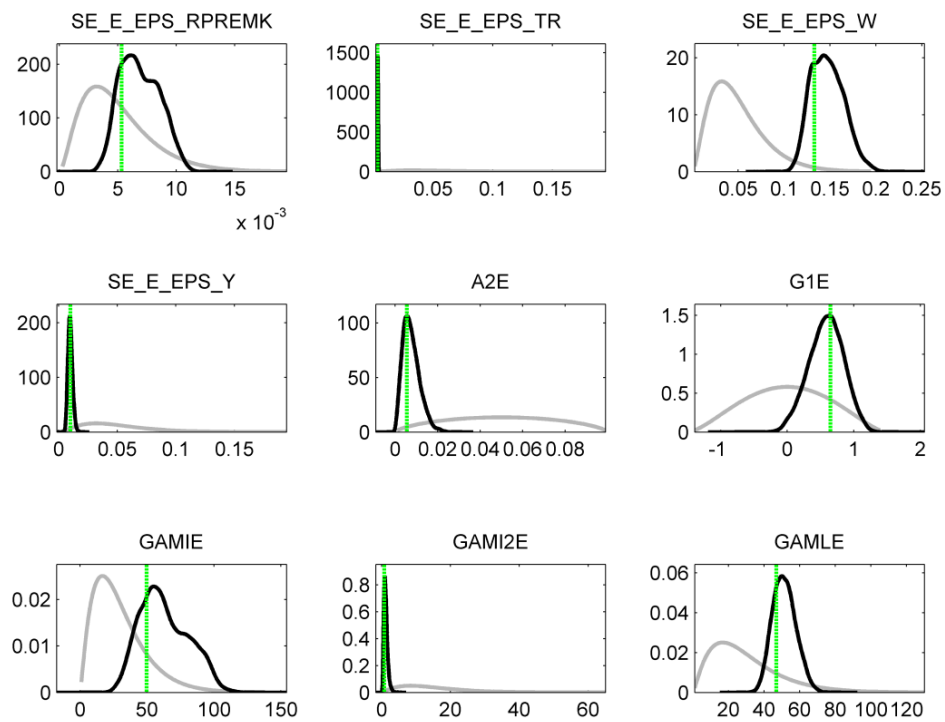 SE_E_EPS_RPREMK SE_E_EPS_TR SE_E_EPS_W
200
100
0
0 5 10 15
x 10^-3
1500
1000
500
0
0.05 0.1 0.15
20
10
0
0.05 0.1 0.15 0.2 0.25
SE_E_EPS_Y A2E G1E
200
100
0
0 0.05 0.1 0.15
100
50
0
0 0.02 0.04 0.06 0.08
1.5
1
0.5
0
-1 0 1 2
GAMIE GAMI2E GAMLE
0.02
0.01
0
0 50 100 150
0.8
0.6
0.4
0.2
0
0 20 40 60
0.06
0.04
0.02
0
20 40 60 80 100 120